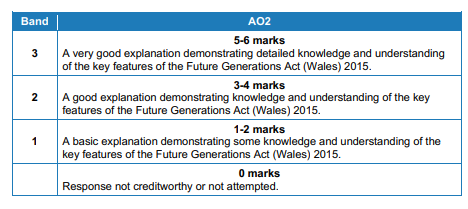 Band AO2
5-6 marks
3 A very good explanation demonstrating detailed knowledge and understanding
of the key features of the Future Generations Act (Wales) 2015.
3-4 marks
2 A good explanation demonstrating knowledge and understanding of the key
features of the Future Generations Act (Wales) 2015.
1-2 marks
1 A basic explanation demonstrating some knowledge and understanding of the
key features of the Future Generations Act (Wales) 2015.
0 marks
Response not creditworthy or not attempted.